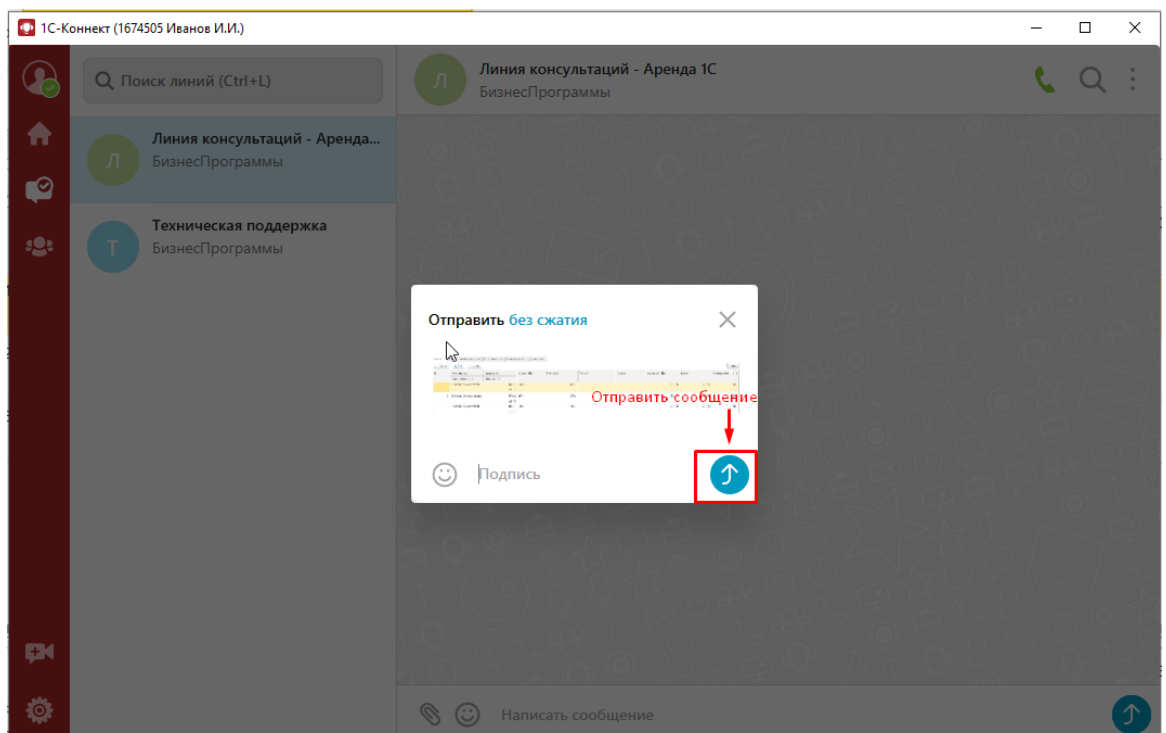 1С-Коннект (1674505 Иванов И.И.)
Поиск линий (Ctrl+L)
Л
Линия консультаций - Аренда...
БизнесПрограммы
Т
Техническая поддержка
БизнесПрограммы
Л
Линия консультаций - Аренда 1С
БизнесПрограммы
Отправить без сжатия
Отправить сообщение
Подпись
Написать сообщение